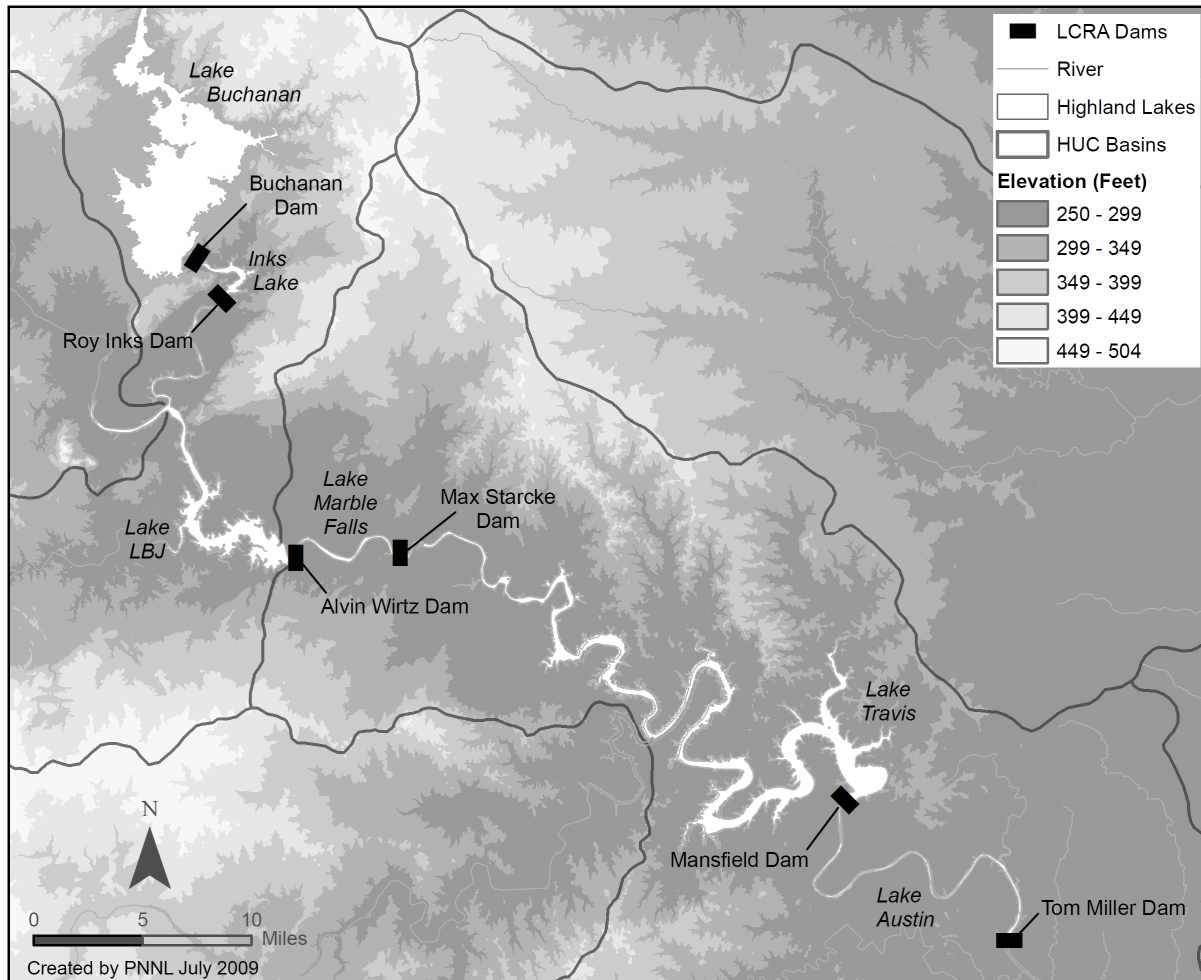 LCRA Dams
River
Highland Lakes
HUC Basins
Elevation (Feet)
250 - 299
299 - 349
349 - 399
399 - 449
449 - 504
Lake
Buchanan
Buchanan
Dam
Inks
Lake
Roy Inks Dam
Lake
Marble
Falls
Max Starcke
Dam
Lake
LBJ
Alvin Wirtz Dam
Lake
Travis
Mansfield Dam
Lake
Austin
Tom Miller Dam
N
0 5 10
Miles
Created by PNNL July 2009